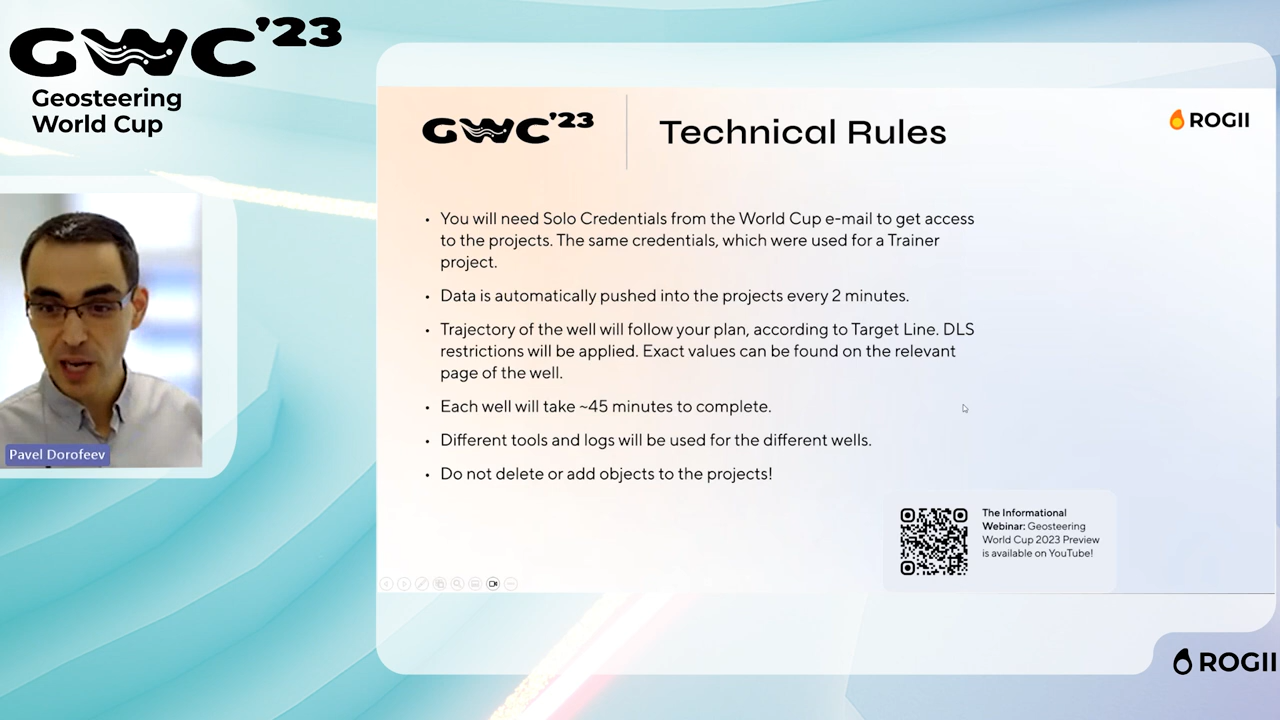 GWC'23
Geosteering
World Cup
GWC'23
Technical Rules
ROGII
• You will need Solo Credentials from the World Cup e-mail to get access
to the projects. The same credentials, which were used for a Trainer
project.
• Data is automatically pushed into the projects every 2 minutes.
• Trajectory of the well will follow your plan, according to Target Line. DLS
restrictions will be applied. Exact values can be found on the relevant
page of the well.
• Each well will take ~45 minutes to complete.
• Different tools and logs will be used for the different wells.
• Do not delete or add objects to the projects!
Pavel Dorofeev
The Informational
Webinar: Geosteering
World Cup 2023 Preview
is available on YouTube!
ROGII